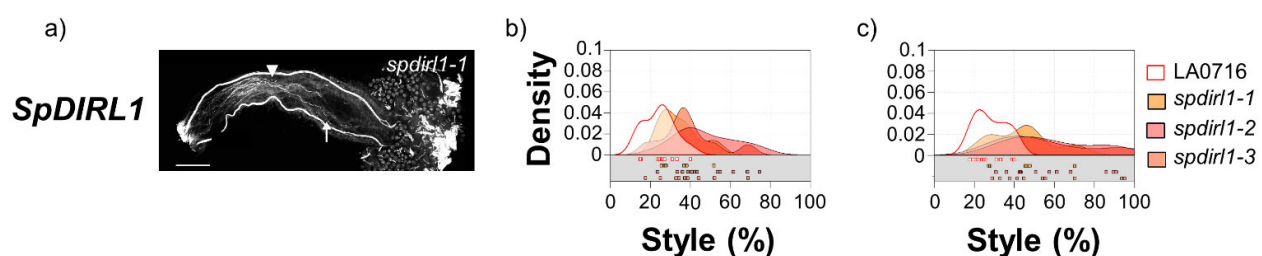 a)
SpDIRL1
spdirl1-1
b)
Density
0.1
0.08
0.06
0.04
0.02
0
0 20 40 60 80 100
Style (%)
c)
0.1
0.08
0.06
0.04
0.02
0
0 20 40 60 80 100
Style (%)
LA0716
spdirl1-1
spdirl1-2
spdirl1-3